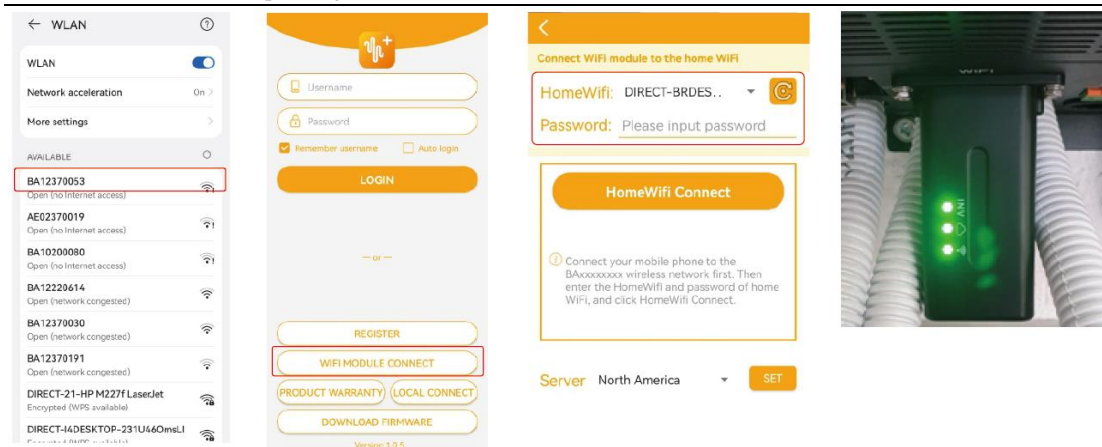 ← WLAN
WLAN
Network acceleration On >
More settings >
AVAILABLE
BA12370053
Open (no Internet access)
AE02370019
Open (no Internet access)
BA10200080
Open (no Internet access)
BA12220614
Open (network congested)
BA12370030
Open (network congested)
BA12370191
Open (network congested)
DIRECT-21-HP M227f LaserJet
Encrypted (WPS available)
DIRECT-I4DESKTOP-231U46OmsLI
Username
Password
Remember username Auto login
LOGIN
— or —
REGISTER
WIFI MODULE CONNECT
PRODUCT WARRANTY LOCAL CONNECT
DOWNLOAD FIRMWARE
Version 1.0.5
Connect WiFi module to the home WiFi
HomeWifi: DIRECT-BRDES..
Password: Please input password
HomeWifi Connect
Connect your mobile phone to the
BAxxxxxxxx wireless network first. Then
enter the HomeWifi and password of home
WiFi, and click HomeWifi Connect.
Server North America SET
WIFI
INV